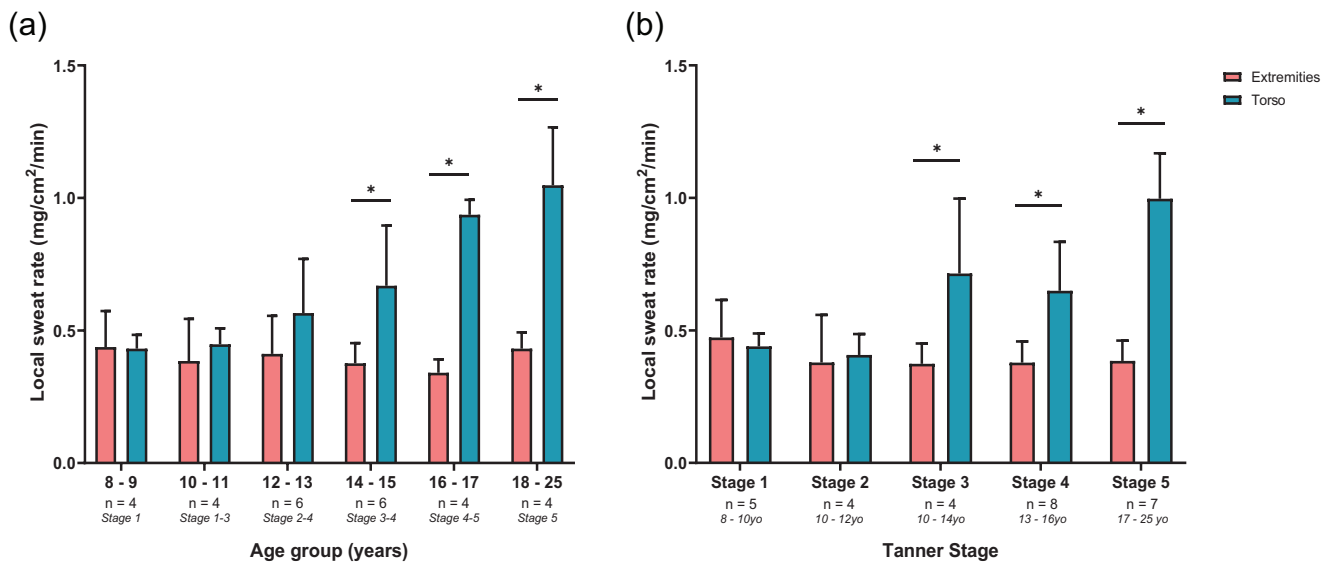 (a)
Local sweat rate (mg/cm²/min)
1.5
1.0
0.5
0.0
*
*
*
8 - 9 10 - 11 12 - 13 14 - 15 16 - 17 18 - 25
n = 4 n = 4 n = 6 n = 6 n = 4 n = 4
Stage 1 Stage 1-3 Stage 2-4 Stage 3-4 Stage 4-5 Stage 5
Age group (years)
(b)
Local sweat rate (mg/cm²/min)
1.5
1.0
0.5
0.0
*
*
*
Stage 1 Stage 2 Stage 3 Stage 4 Stage 5
n = 5 n = 4 n = 4 n = 8 n = 7
8 - 10yo 10 - 12yo 10 - 14yo 13 - 16yo 17 - 25 yo
Tanner Stage
Extremities
Torso